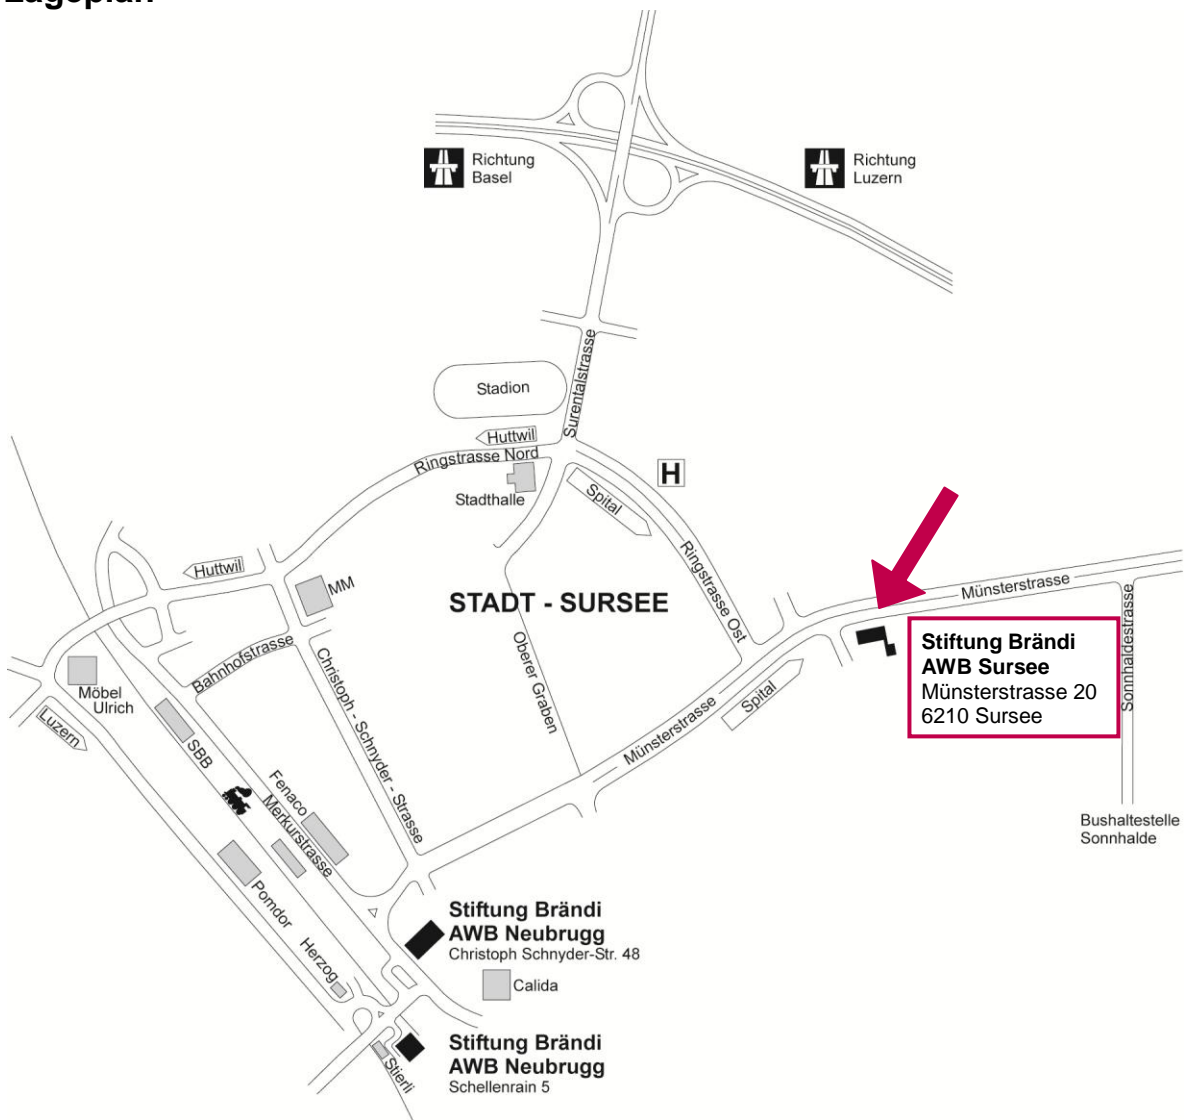 Lageplan
Richtung
Basel
Richtung
Luzern
Surentalstrasse
Stadion
Huttwil
Ringstrasse Nord
Stadthalle
H
Spital
Ringstrasse Ost
Huttwil
MM
STADT - SURSEE
Münsterstrasse
Stiftung Brändi
AWB Sursee
Münsterstrasse 20
6210 Sursee
Sonnhaldestrasse
Bahnhofstrasse
Christoph - Schnyder - Strasse
Oberer Graben
Möbel
Ulrich
Luzern
SBB
Münsterstrasse
Spital
Fenaco
Merkurstrasse
Bushaltestelle
Sonnhalde
Pomdor
Herzog
Stiftung Brändi
AWB Neubrugg
Christoph Schnyder-Str. 48
Calida
Stiftung Brändi
AWB Neubrugg
Schellenrain 5
Stierli